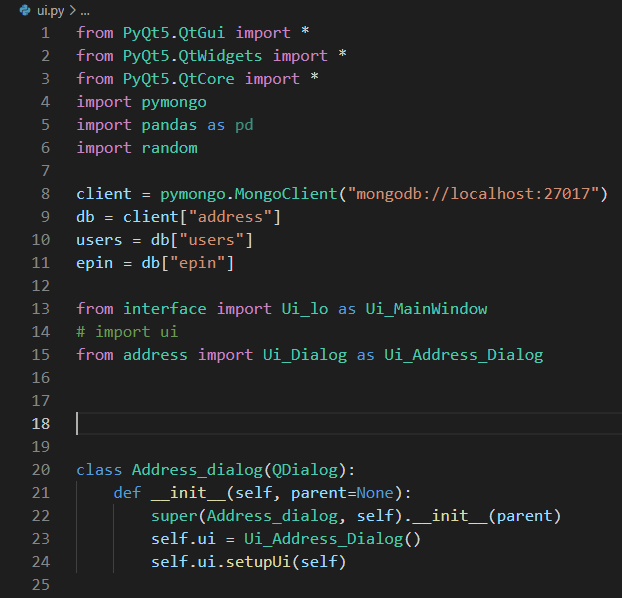 ui.py > ...
1 from PyQt5.QtGui import *
2 from PyQt5.QtWidgets import *
3 from PyQt5.QtCore import *
4 import pymongo
5 import pandas as pd
6 import random
7
8 client = pymongo.MongoClient("mongodb://localhost:27017")
9 db = client["address"]
10 users = db["users"]
11 epin = db["epin"]
12
13 from interface import Ui_lo as Ui_MainWindow
14 # import ui
15 from address import Ui_Dialog as Ui_Address_Dialog
16
17
18
19
20 class Address_dialog(QDialog):
21     def __init__(self, parent=None):
22         super(Address_dialog, self).__init__(parent)
23         self.ui = Ui_Address_Dialog()
24         self.ui.setupUi(self)
25